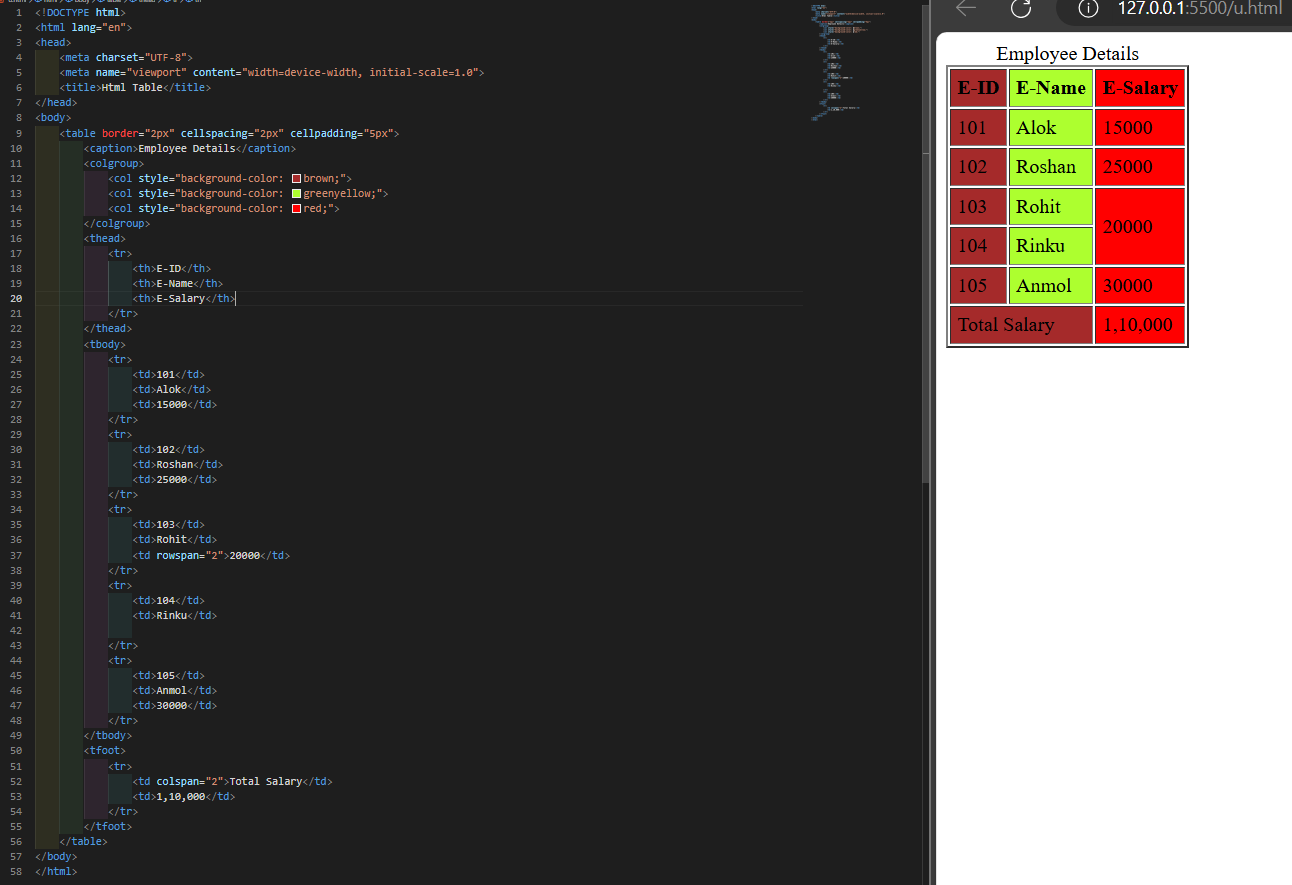 1 <!DOCTYPE html>
2 <html lang="en">
3 <head>
4 <meta charset="UTF-8">
5 <meta name="viewport" content="width=device-width, initial-scale=1.0">
6 <title>Html Table</title>
7 </head>
8 <body>
9 <table border="2px" cellspacing="2px" cellpadding="5px">
10 <caption>Employee Details</caption>
11 <colgroup>
12 <col style="background-color: brown;">
13 <col style="background-color: greenyellow;">
14 <col style="background-color: red;">
15 </colgroup>
16 <thead>
17 <tr>
18 <th>E-ID</th>
19 <th>E-Name</th>
20 <th>E-Salary</th>
21 </tr>
22 </thead>
23 <tbody>
24 <tr>
25 <td>101</td>
26 <td>Alok</td>
27 <td>15000</td>
28 </tr>
29 <tr>
30 <td>102</td>
31 <td>Roshan</td>
32 <td>25000</td>
33 </tr>
34 <tr>
35 <td>103</td>
36 <td>Rohit</td>
37 <td rowspan="2">20000</td>
38 </tr>
39 <tr>
40 <td>104</td>
41 <td>Rinku</td>
42
43 </tr>
44 <tr>
45 <td>105</td>
46 <td>Anmol</td>
47 <td>30000</td>
48 </tr>
49 </tbody>
50 <tfoot>
51 <tr>
52 <td colspan="2">Total Salary</td>
53 <td>1,10,000</td>
54 </tr>
55 </tfoot>
56 </table>
57 </body>
58 </html>
127.0.0.1:5500/u.html
Employee Details
E-ID E-Name E-Salary
101 Alok 15000
102 Roshan 25000
103 Rohit 20000
104 Rinku
105 Anmol 30000
Total Salary 1,10,000